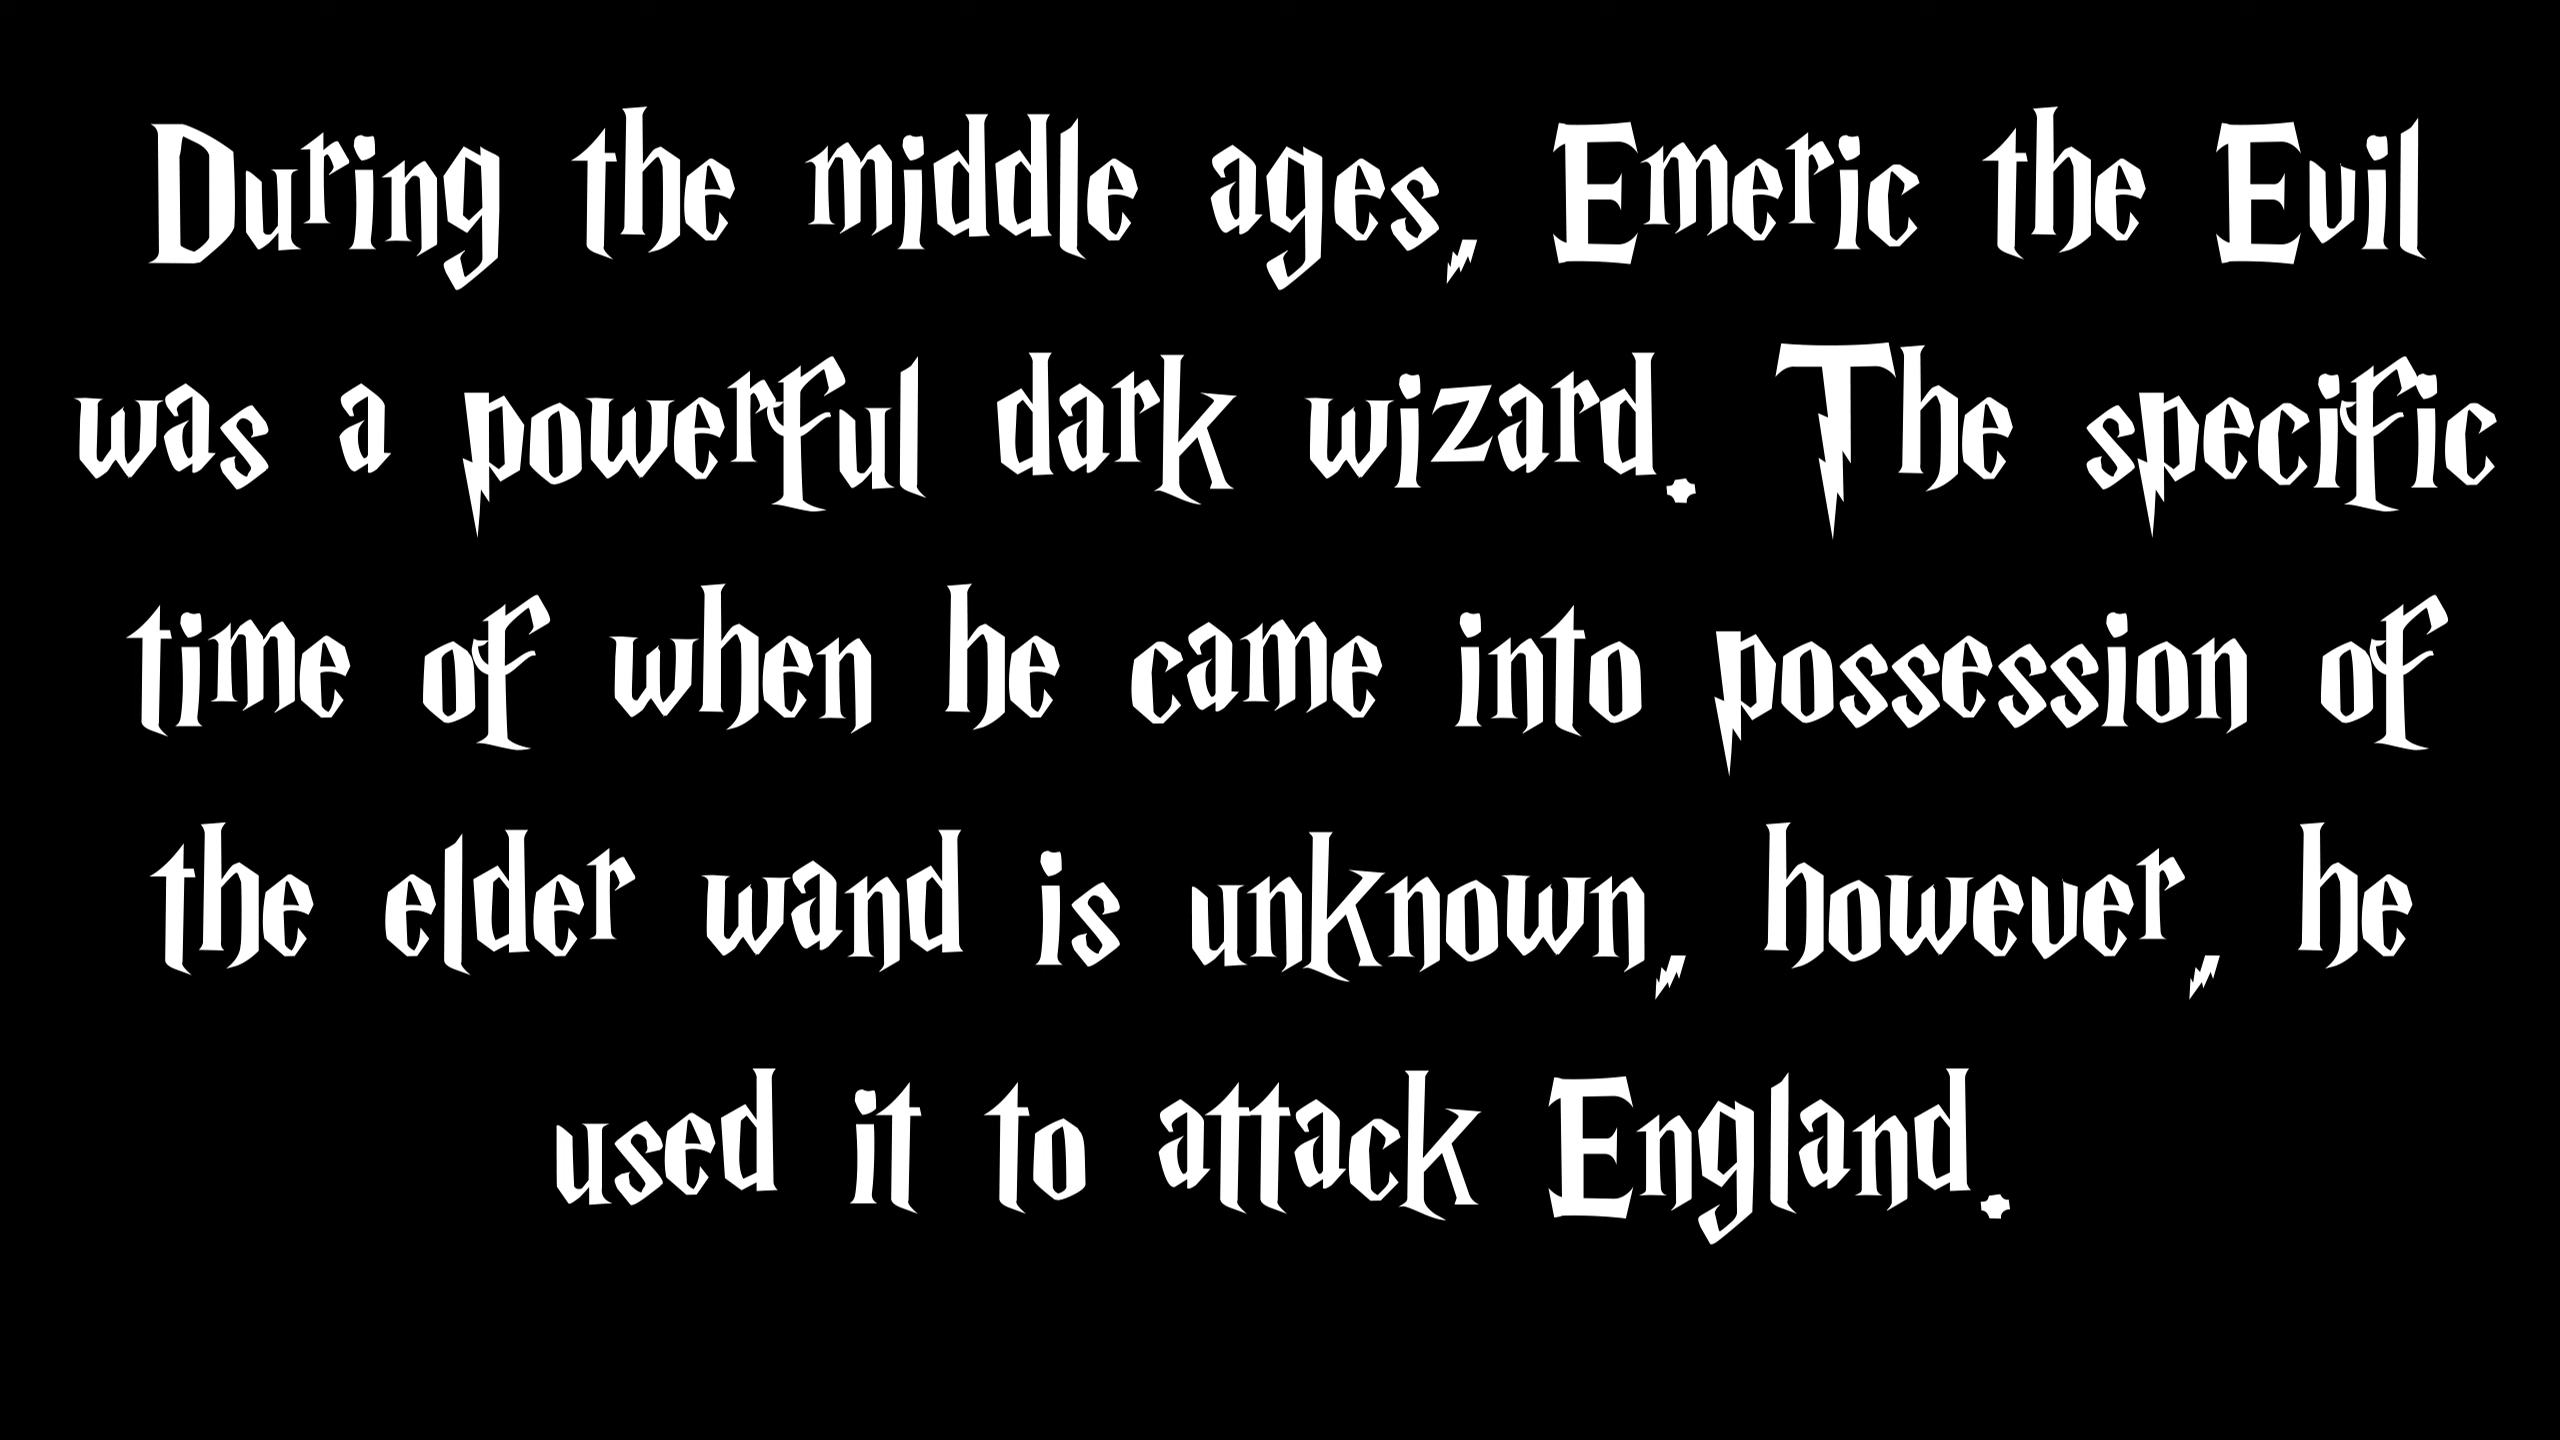 During the middle ages, Emeric the Evil
was a powerful dark wizard. The specific
time of when he came into possession of
the elder wand is unknown, however, he
used it to attack England.